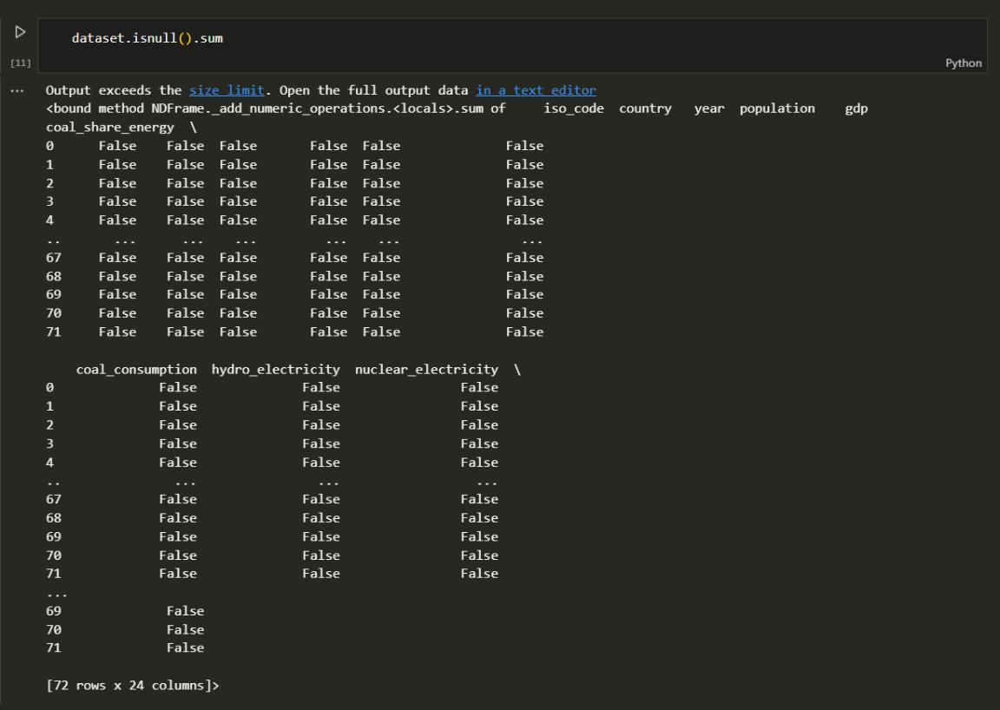 dataset.isnull().sum
[11]
Python
... Output exceeds the size limit. Open the full output data in a text editor
<bound method NDFrame._add_numeric_operations.<locals>.sum of     iso_code  country   year  population    gdp
coal_share_energy  \
0      False    False  False       False  False              False
1      False    False  False       False  False              False
2      False    False  False       False  False              False
3      False    False  False       False  False              False
4      False    False  False       False  False              False
..       ...      ...    ...         ...    ...                ...
67     False    False  False       False  False              False
68     False    False  False       False  False              False
69     False    False  False       False  False              False
70     False    False  False       False  False              False
71     False    False  False       False  False              False
    coal_consumption  hydro_electricity  nuclear_electricity  \
0              False              False                False
1              False              False                False
2              False              False                False
3              False              False                False
4              False              False                False
..               ...                ...                  ...
67             False              False                False
68             False              False                False
69             False              False                False
70             False              False                False
71             False              False                False
...
69              False
70              False
71              False
[72 rows x 24 columns]>